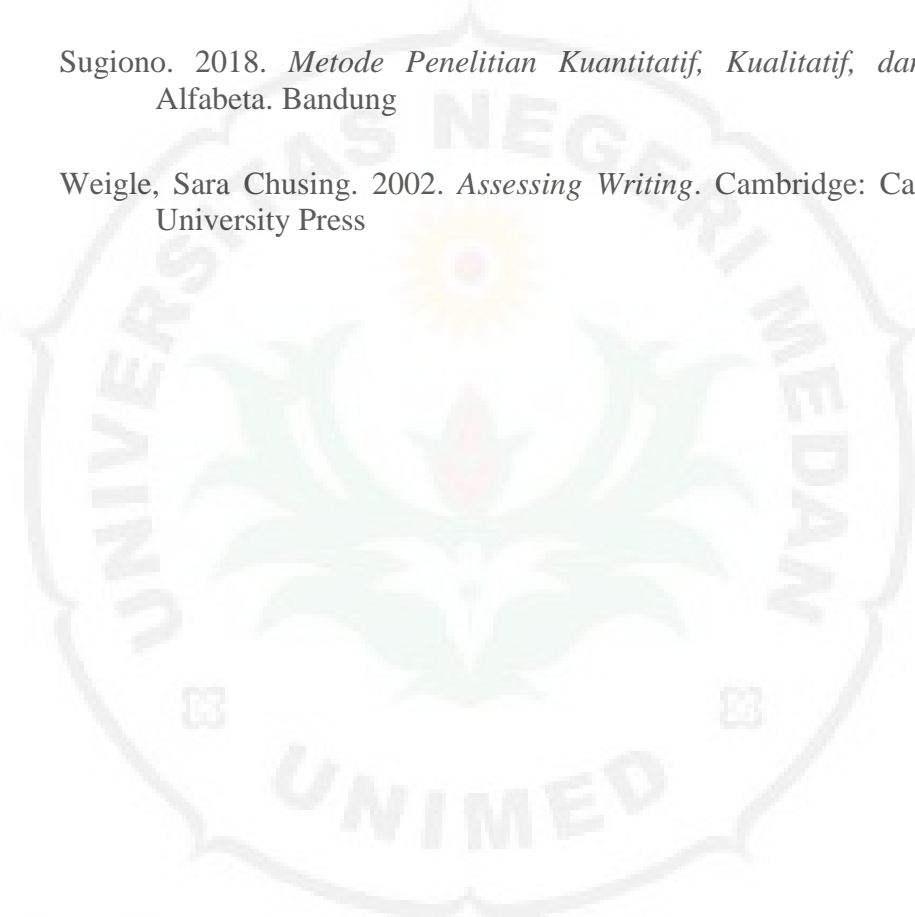 Sugiono. 2018. Metode Penelitian Kuantitatif, Kualitatif, dan
Alfabeta. Bandung
Weigle, Sara Chusing. 2002. Assessing Writing. Cambridge: Ca
University Press
UNIVERSITAS NEGERI MEDAN
UNIMED